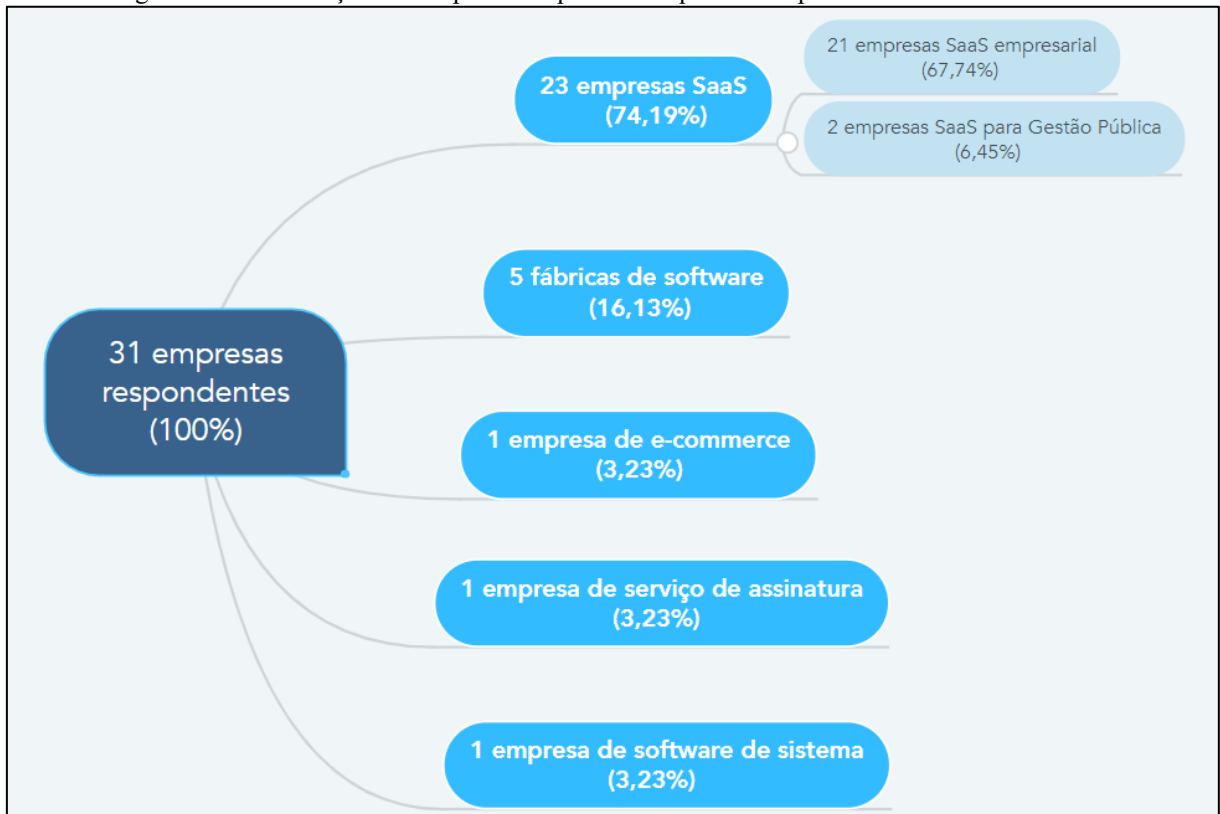 31 empresas
respondentes
(100%)
23 empresas SaaS
(74,19%)
21 empresas SaaS empresarial
(67,74%)
2 empresas SaaS para Gestão Pública
(6,45%)
5 fábricas de software
(16,13%)
1 empresa de e-commerce
(3,23%)
1 empresa de serviço de assinatura
(3,23%)
1 empresa de software de sistema
(3,23%)